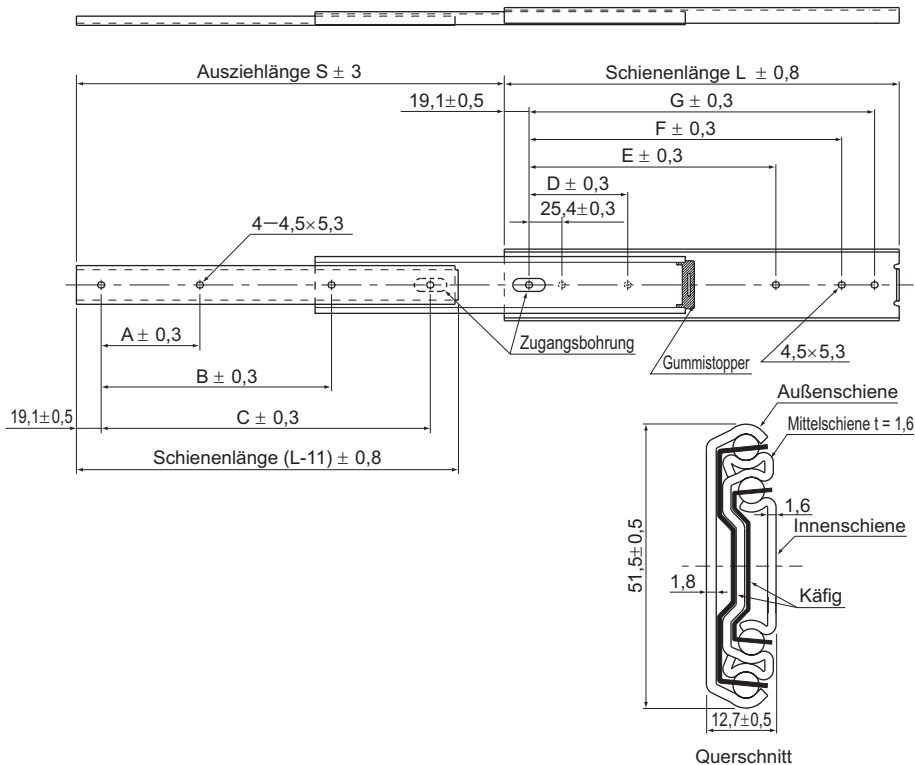 Ausziehlänge S ± 3
Schienenlänge L ± 0,8
19,1±0,5
G ± 0,3
F ± 0,3
E ± 0,3
D ± 0,3
25,4±0,3
4−4,5×5,3
A ± 0,3
Zugangsbohrung
Gummistopper
4,5×5,3
B ± 0,3
19,1±0,5
C ± 0,3
Schienenlänge (L-11) ± 0,8
Außenschiene
Mittelschiene t = 1,6
1,6
Innenschiene
51,5±0,5
1,8
Käfig
12,7±0,5
Querschnitt